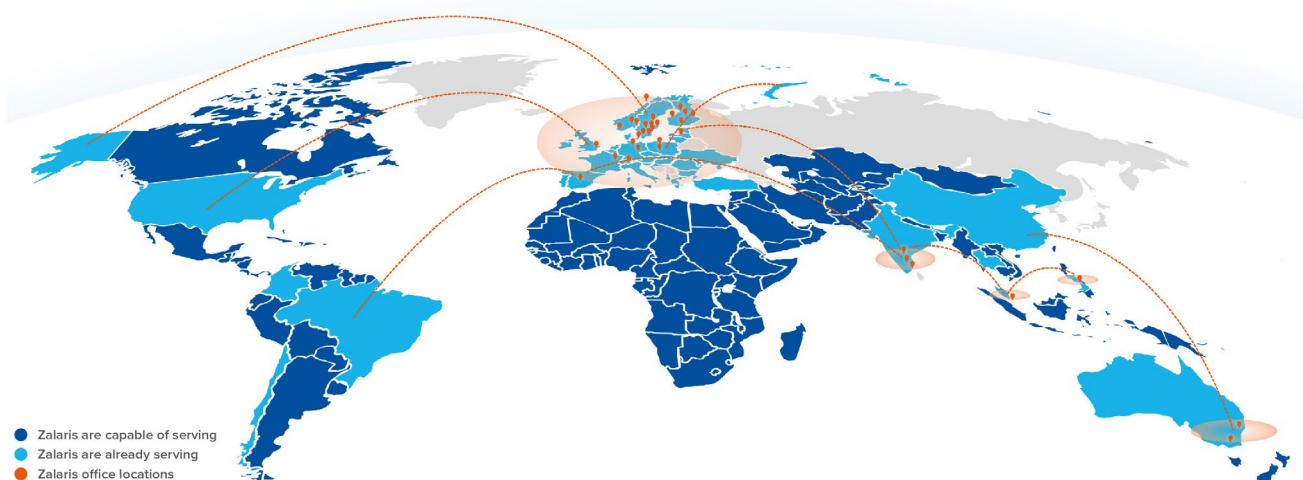 Zalaris are capable of serving
Zalaris are already serving
Zalaris office locations